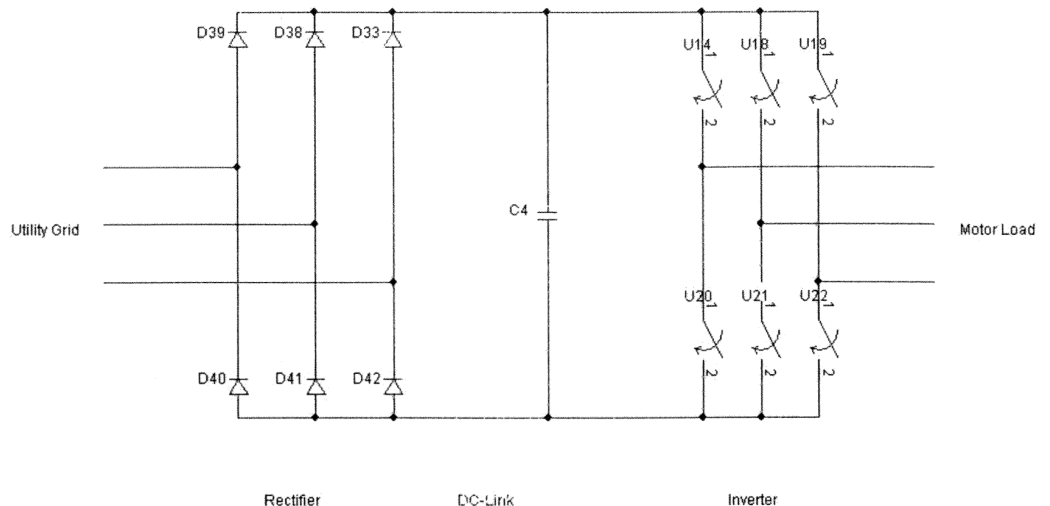 D39 D38 D33 U14 1 U18 1 U19 1
2 2 2
C4
Utility Grid Motor Load
U20 1 U21 1 U22 1
D40 D41 D42 2 2 2
Rectifier DC-Link Inverter